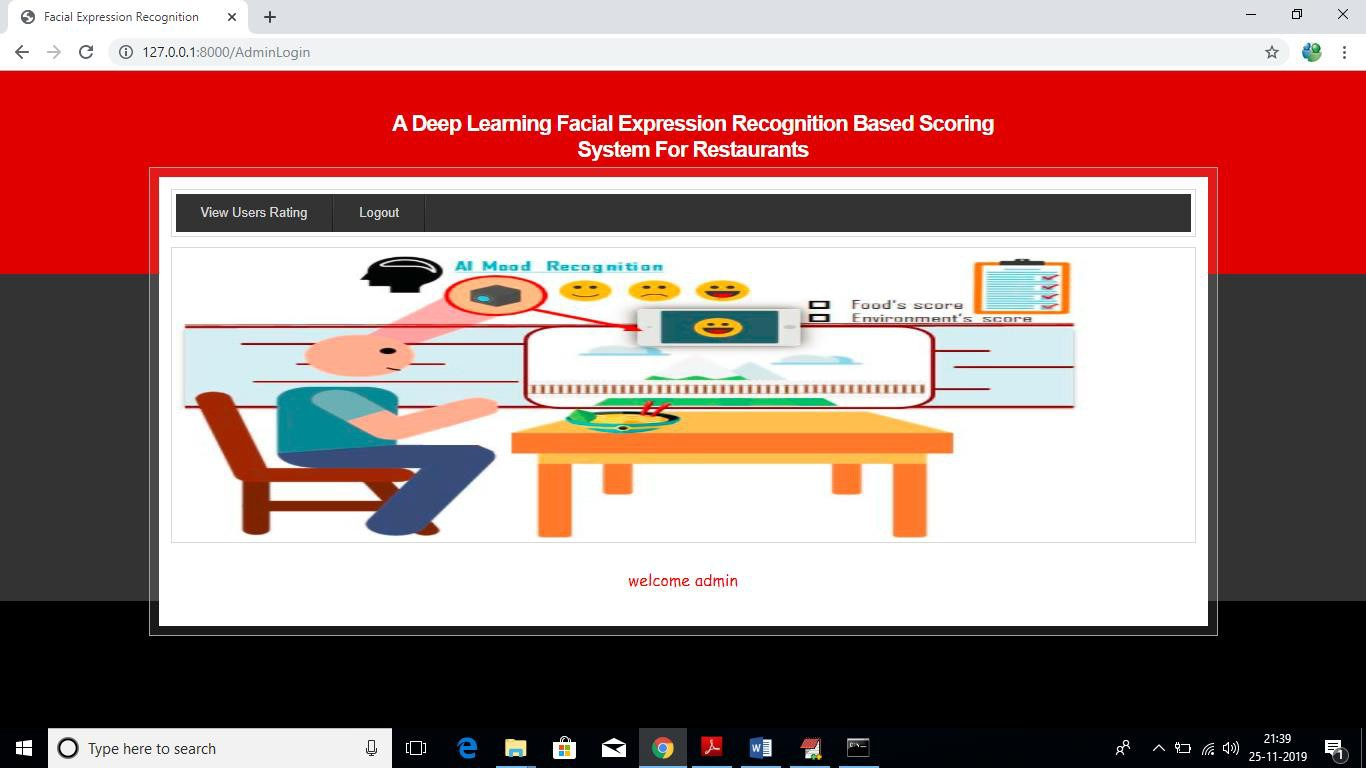 Facial Expression Recognition
127.0.0.1:8000/AdminLogin
A Deep Learning Facial Expression Recognition Based Scoring
System For Restaurants
View Users Rating
Logout
AI Mood Recognition
Food's score
Environment's score
welcome admin
Type here to search
21:39
25-11-2019
1